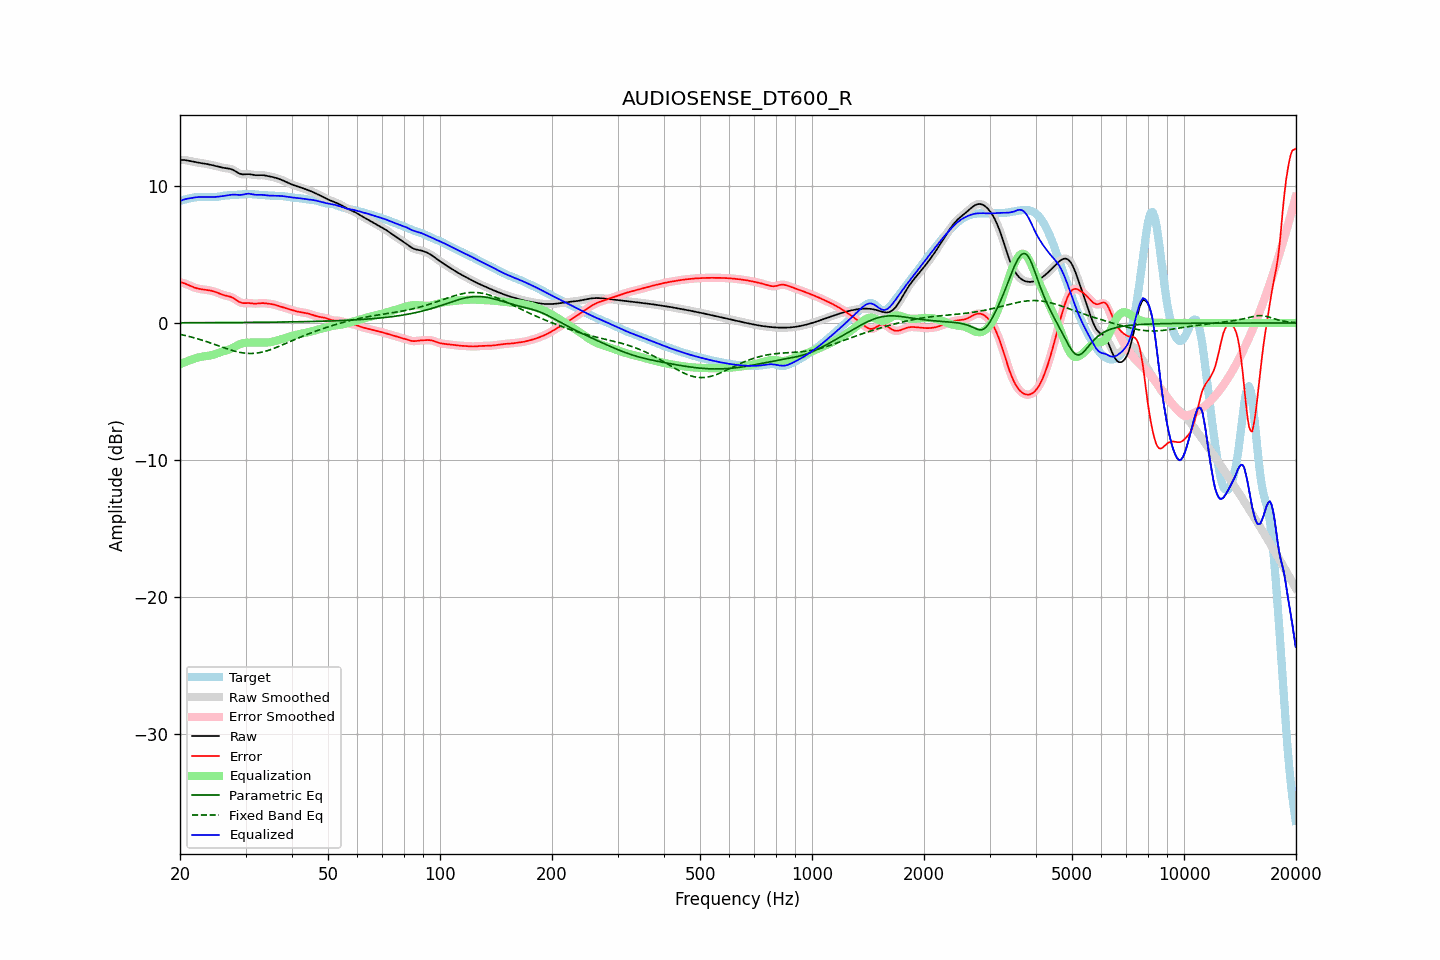 AUDIOSENSE_DT600_R
Amplitude (dBr)
10
0
−10
−20
−30
Target
Raw Smoothed
Error Smoothed
Raw
Error
Equalization
Parametric Eq
Fixed Band Eq
Equalized
20 50 100 200 500 1000 2000 5000 10000 20000
Frequency (Hz)